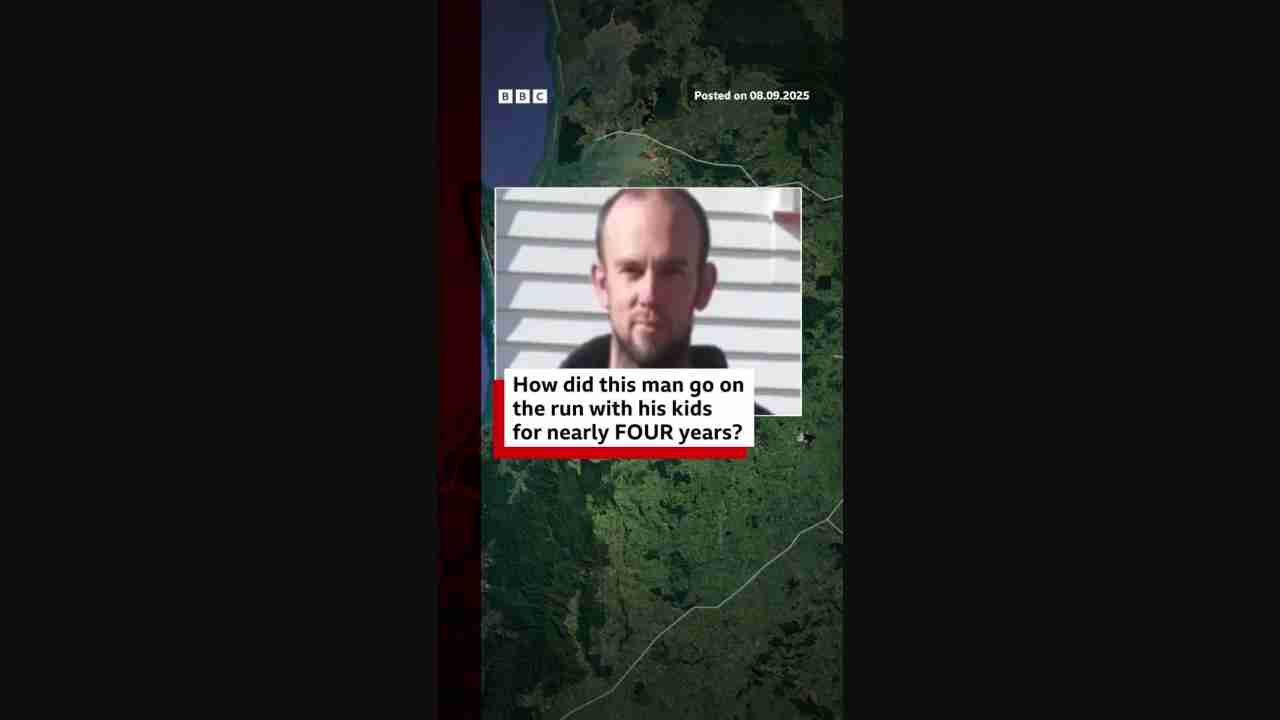 BBC
Posted on 08.09.2025
How did this man go on
the run with his kids
for nearly FOUR years?